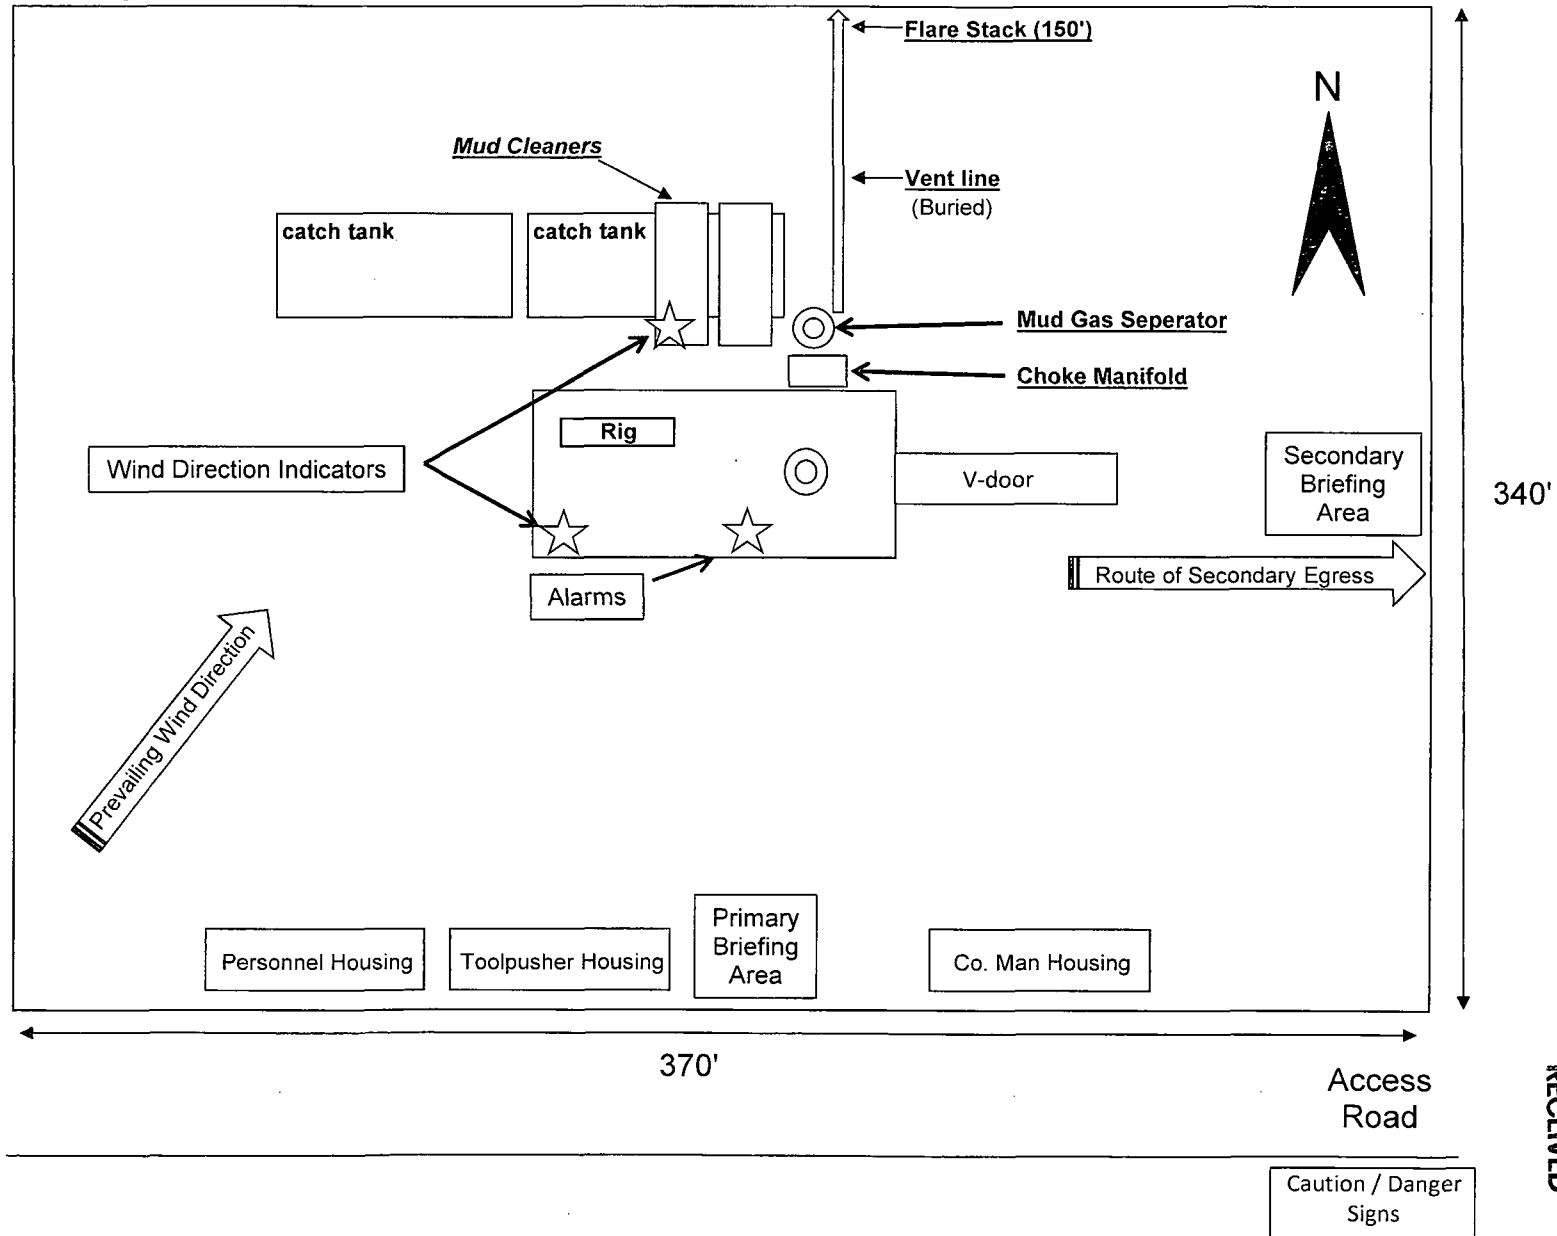 Flare Stack (150')
N
Mud Cleaners
Vent line
(Buried)
catch tank
catch tank
Mud Gas Seperator
Choke Manifold
Rig
Wind Direction Indicators
V-door
Secondary
Briefing
Area
340'
Route of Secondary Egress
Alarms
Prevailing Wind Direction
Primary
Briefing
Area
Personnel Housing
Toolpusher Housing
Co. Man Housing
370'
Access
Road
RECEIVED
Caution / Danger
Signs